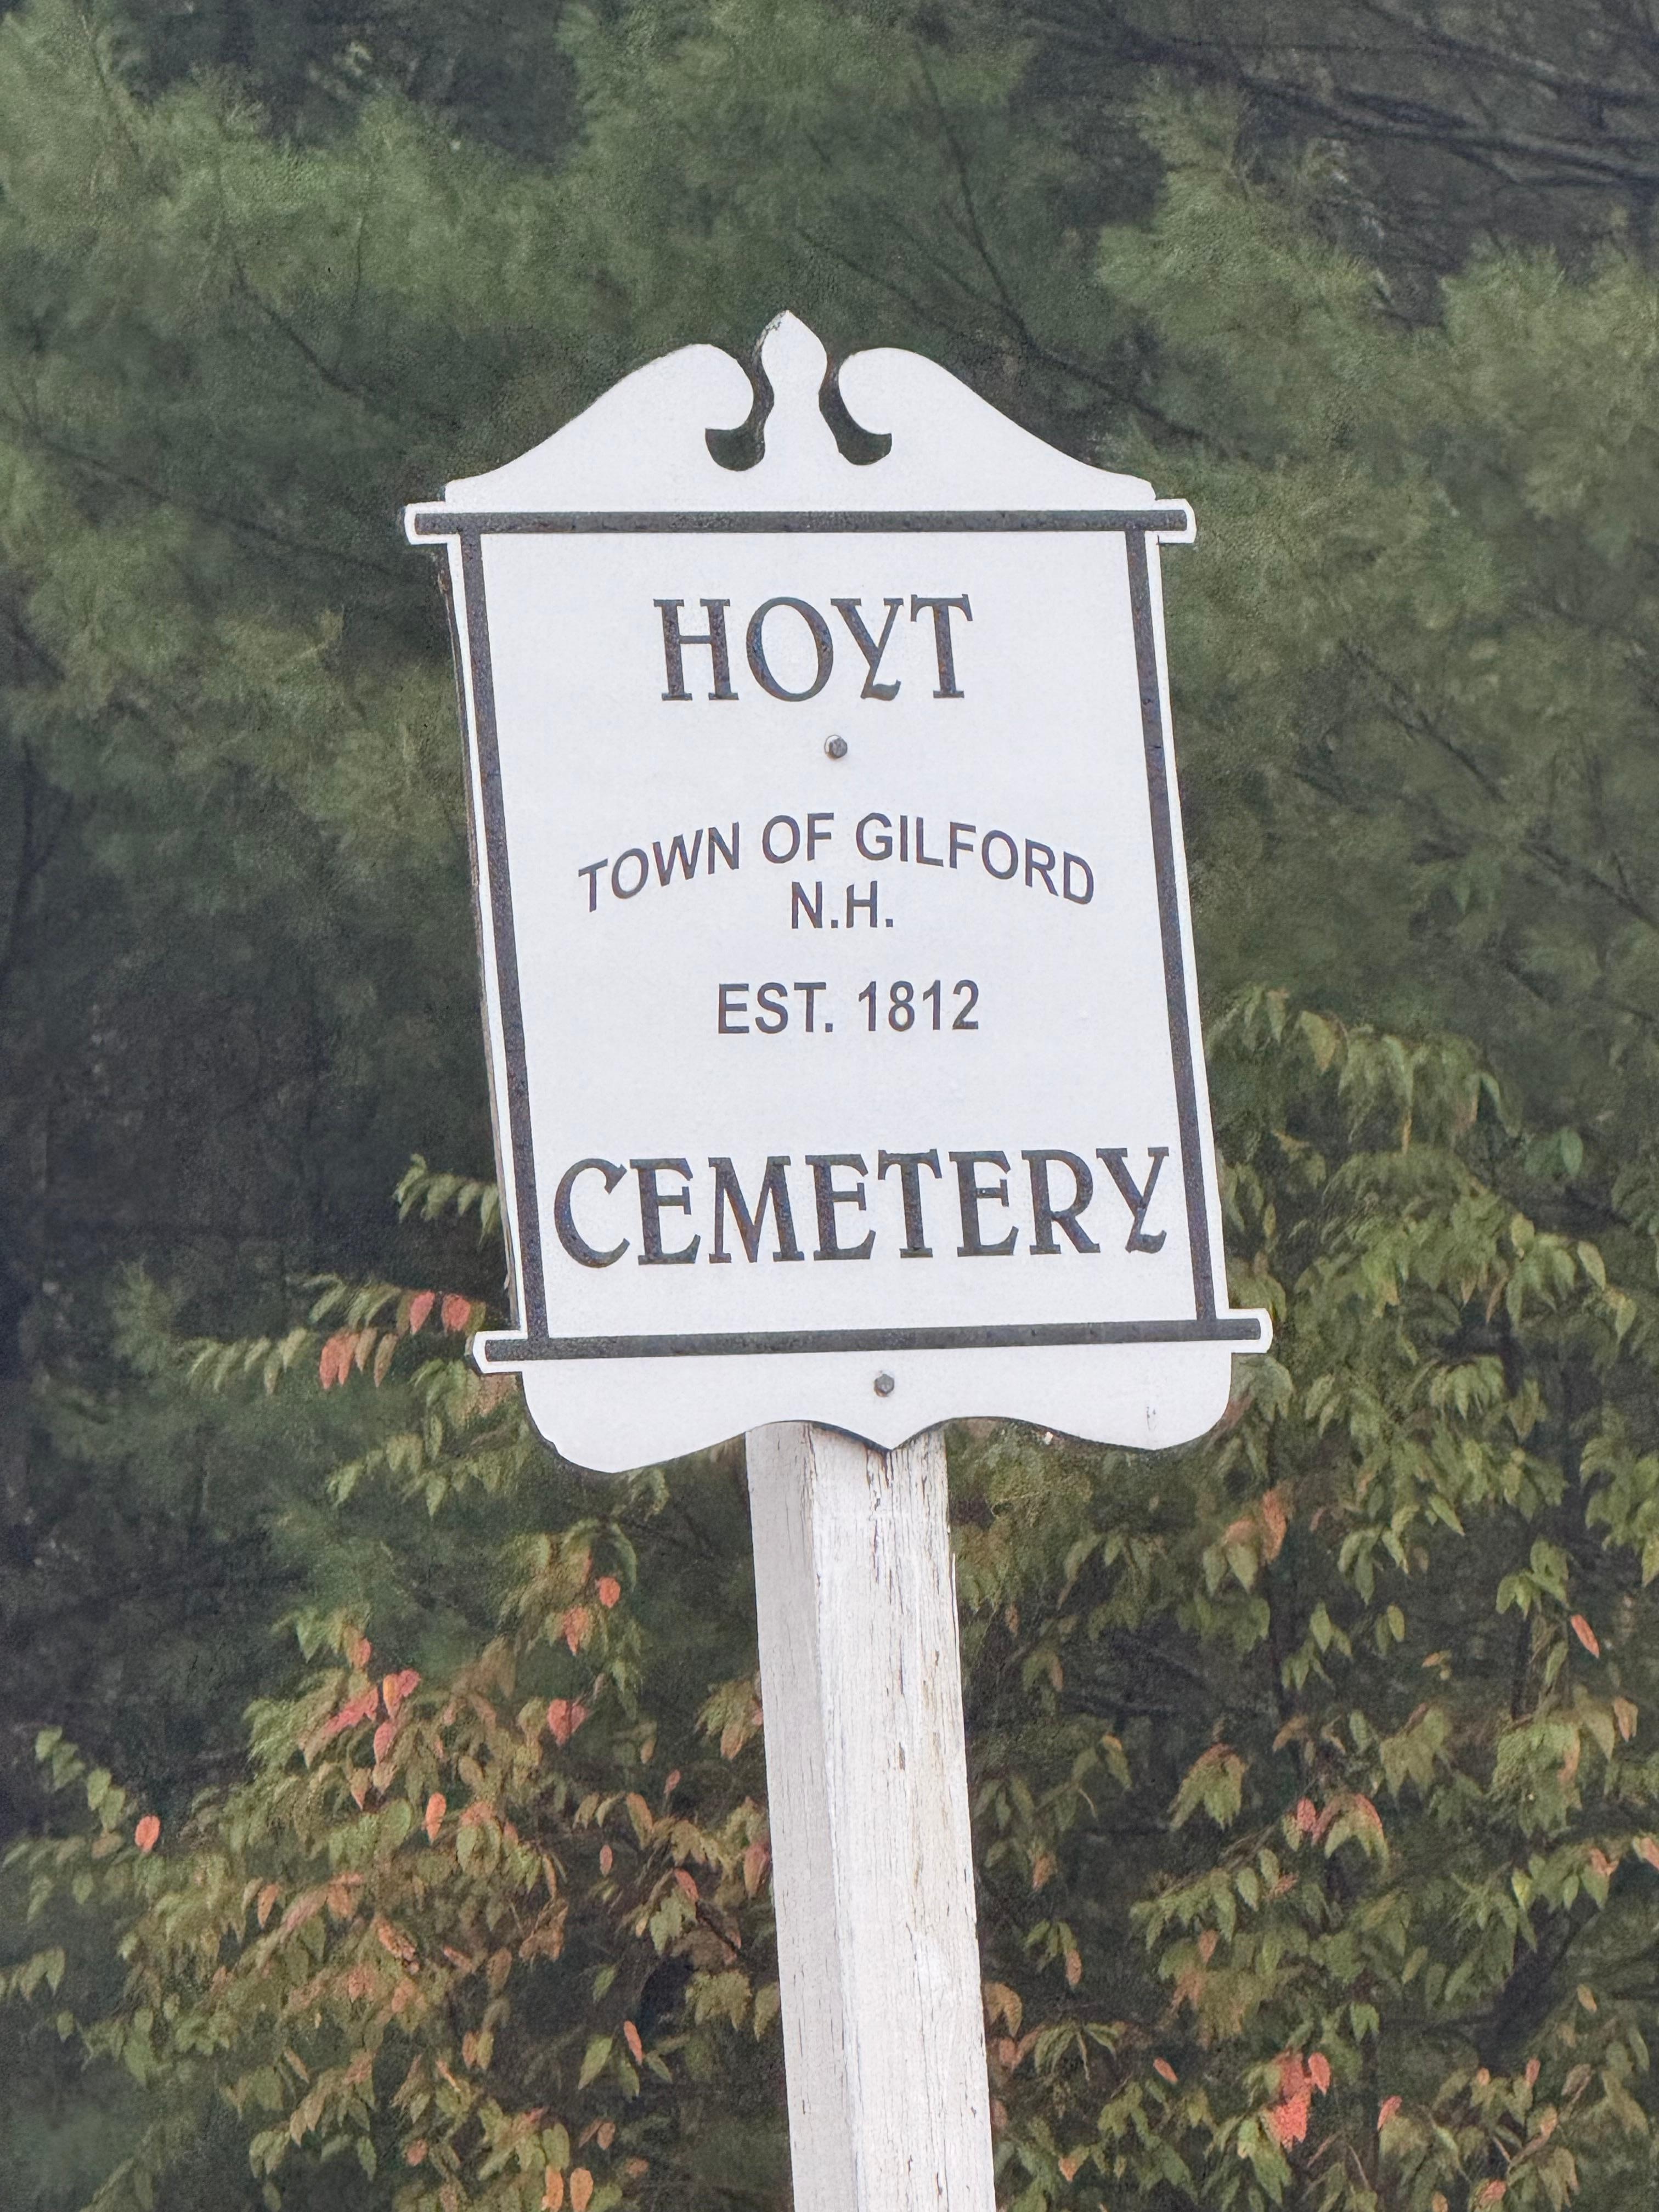 HOYT
TOWN OF GILFORD
N.H.
EST. 1812
CEMETERY